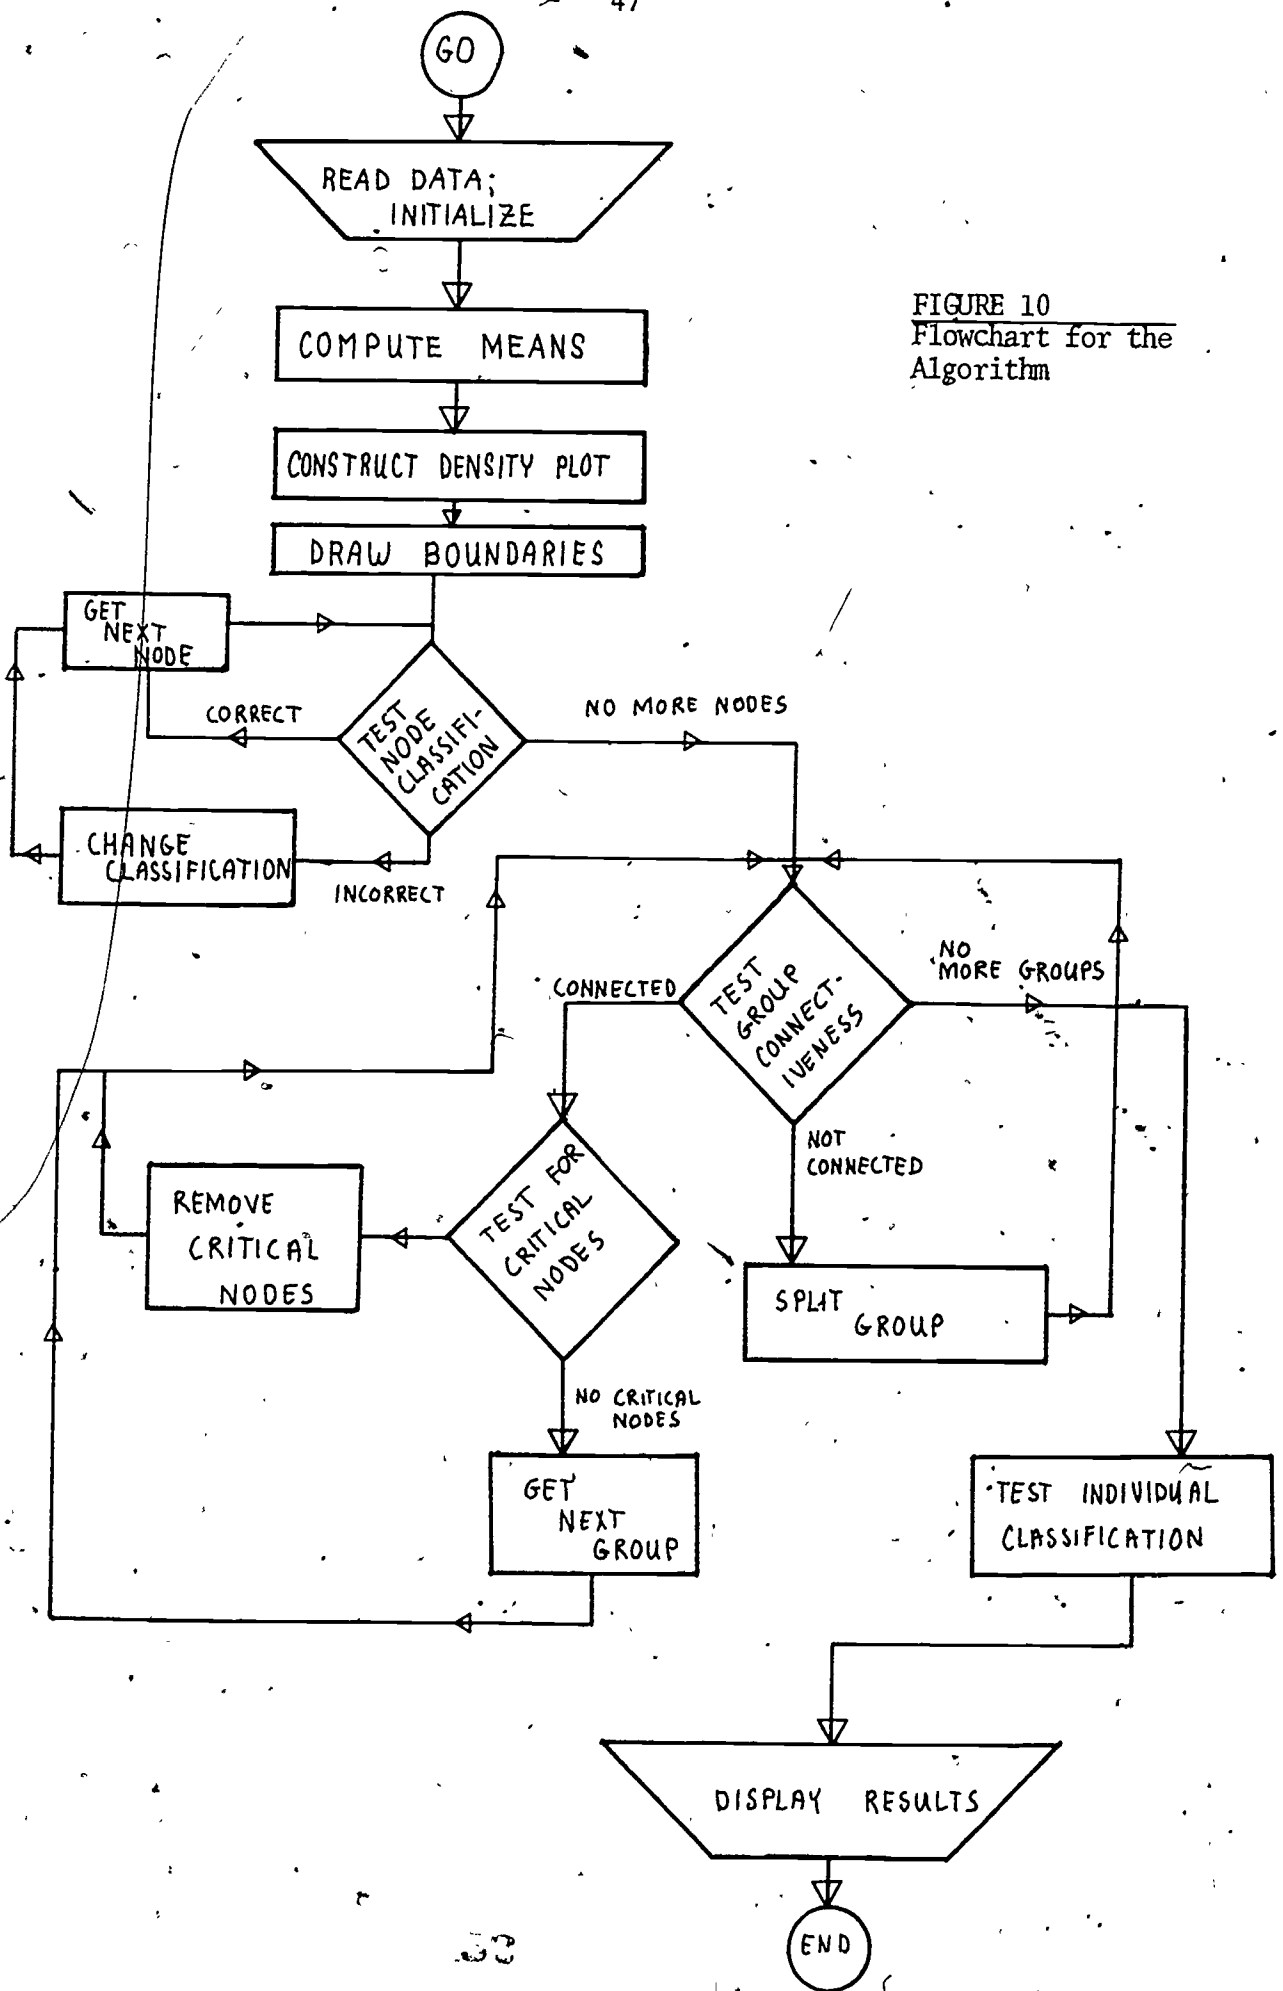 47
GO
READ DATA;
INITIALIZE
FIGURE 10
Flowchart for the
Algorithm
COMPUTE MEANS
CONSTRUCT DENSITY PLOT
DRAW BOUNDARIES
GET
NEXT
NODE
CORRECT
TEST
NODE
CLASSIFI-
CATION
NO MORE NODES
CHANGE
CLASSIFICATION
INCORRECT
CONNECTED
TEST
GROUP
CONNECT-
IVENESS
NO
MORE GROUPS
NOT
CONNECTED
REMOVE
CRITICAL
NODES
TEST FOR
CRITICAL
NODES
SPLIT
GROUP
NO CRITICAL
NODES
GET
NEXT
GROUP
TEST INDIVIDUAL
CLASSIFICATION
DISPLAY RESULTS
END